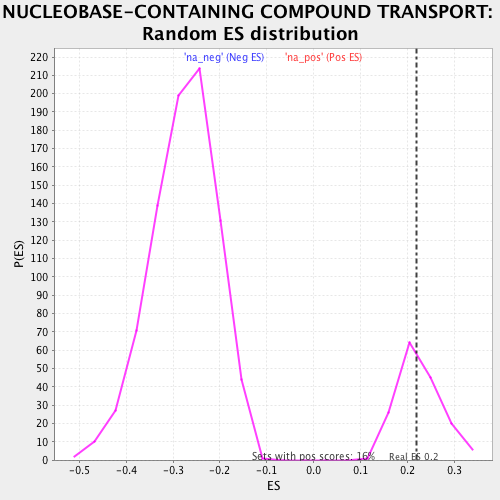 NUCLEOBASE-CONTAINING COMPOUND TRANSPORT:
Random ES distribution
'na_neg' (Neg ES) 'na_pos' (Pos ES)
220
210
200
190
180
170
160
150
140
130
120
110
100
90
80
70
60
50
40
30
20
10
0
P(ES)
Sets with pos scores: 16%
Real ES 0.2
-0.5 -0.4 -0.3 -0.2 -0.1 0.0 0.1 0.2 0.3
ES